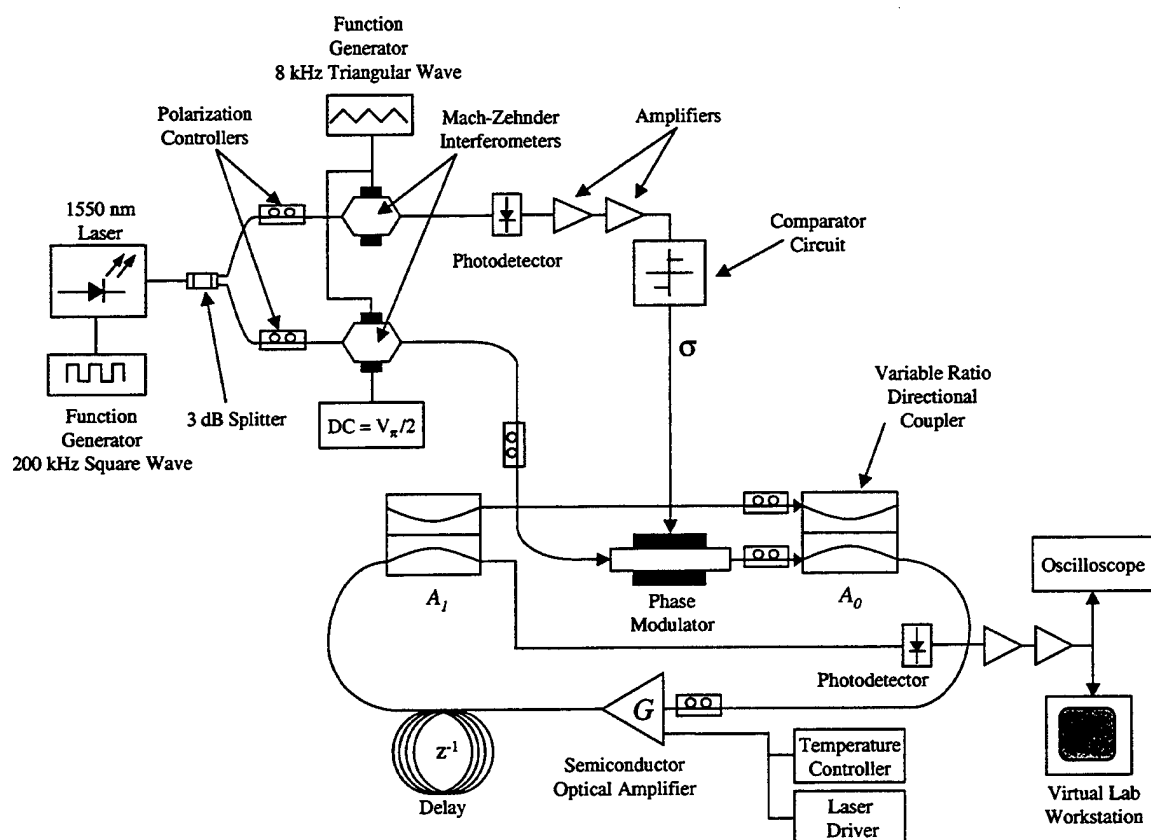 Function
Generator
8 kHz Triangular Wave
Polarization
Controllers
Mach-Zehnder
Interferometers
Amplifiers
1550 nm
Laser
Photodetector
Comparator
Circuit
σ
3 dB Splitter
DC = Vπ/2
Function
Generator
200 kHz Square Wave
Variable Ratio
Directional
Coupler
A1
Phase
Modulator
A0
Oscilloscope
Photodetector
G
z-1
Delay
Semiconductor
Optical Amplifier
Temperature
Controller
Laser
Driver
Virtual Lab
Workstation